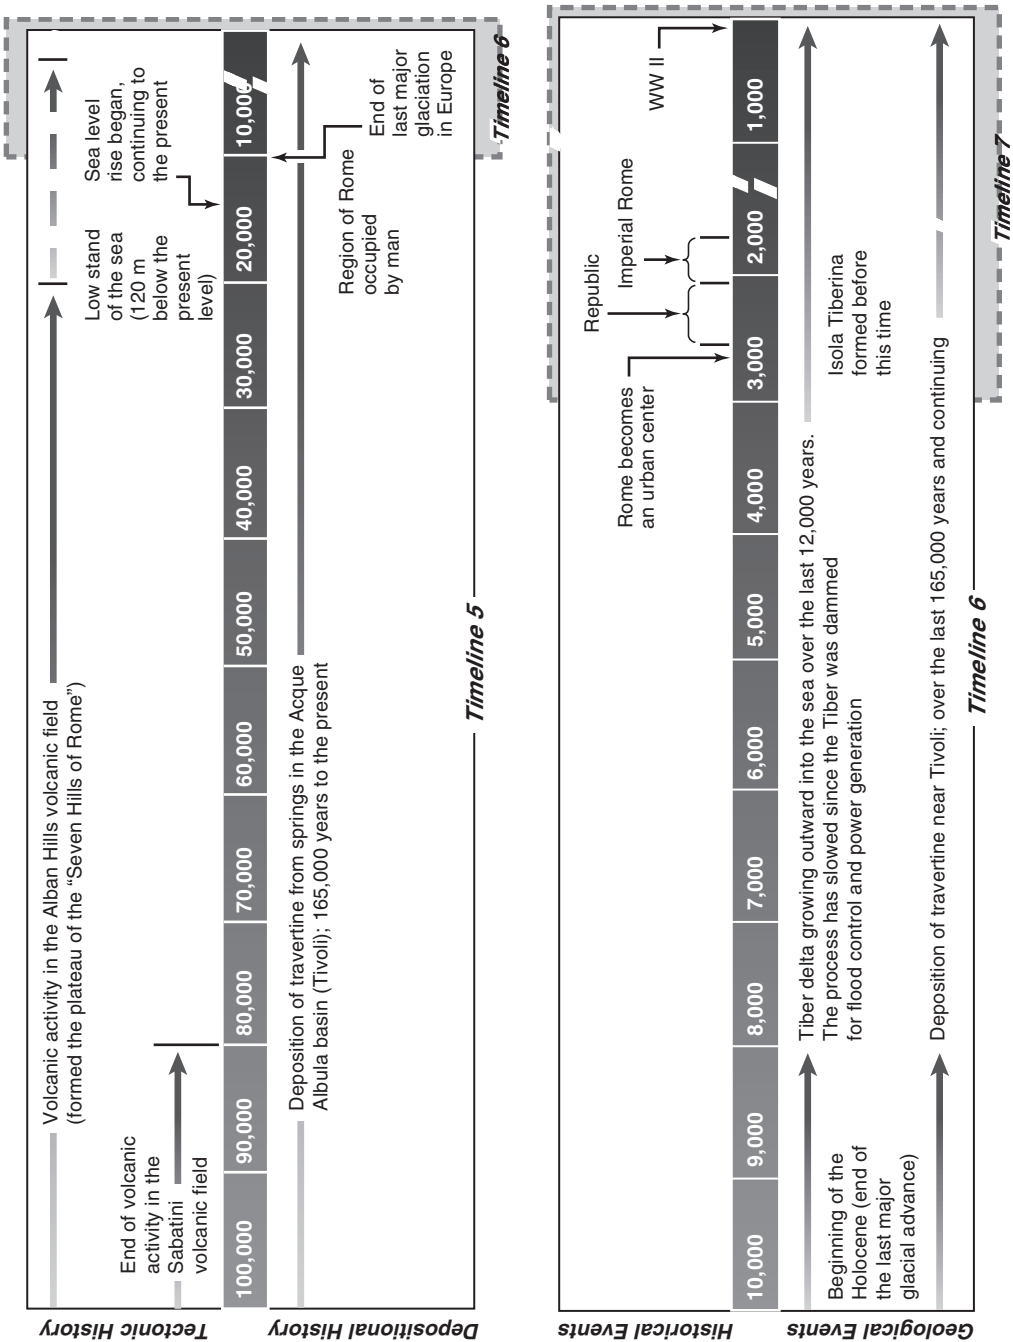 Tectonic History
Volcanic activity in the Alban Hills volcanic field
(formed the plateau of the “Seven Hills of Rome”)
End of volcanic
activity in the
Sabatini
volcanic field
Low stand
of the sea
(120 m
below the
present
level)
Sea level
rise began,
continuing to
the present
100,000
90,000
80,000
70,000
60,000
50,000
40,000
30,000
20,000
10,000
Depositional History
Deposition of travertine from springs in the Acque
Albula basin (Tivoli); 165,000 years to the present
Region of Rome
occupied
by man
End of
last major
glaciation
in Europe
Timeline 5
Timeline 6
Historical Events
Rome becomes
an urban center
Republic
Imperial Rome
WW II
10,000
9,000
8,000
7,000
6,000
5,000
4,000
3,000
2,000
1,000
Geological Events
Beginning of the
Holocene (end of
the last major
glacial advance)
Tiber delta growing outward into the sea over the last 12,000 years.
The process has slowed since the Tiber was dammed
for flood control and power generation
Isola Tiberina
formed before
this time
Deposition of travertine near Tivoli; over the last 165,000 years and continuing
Timeline 6
Timeline 7